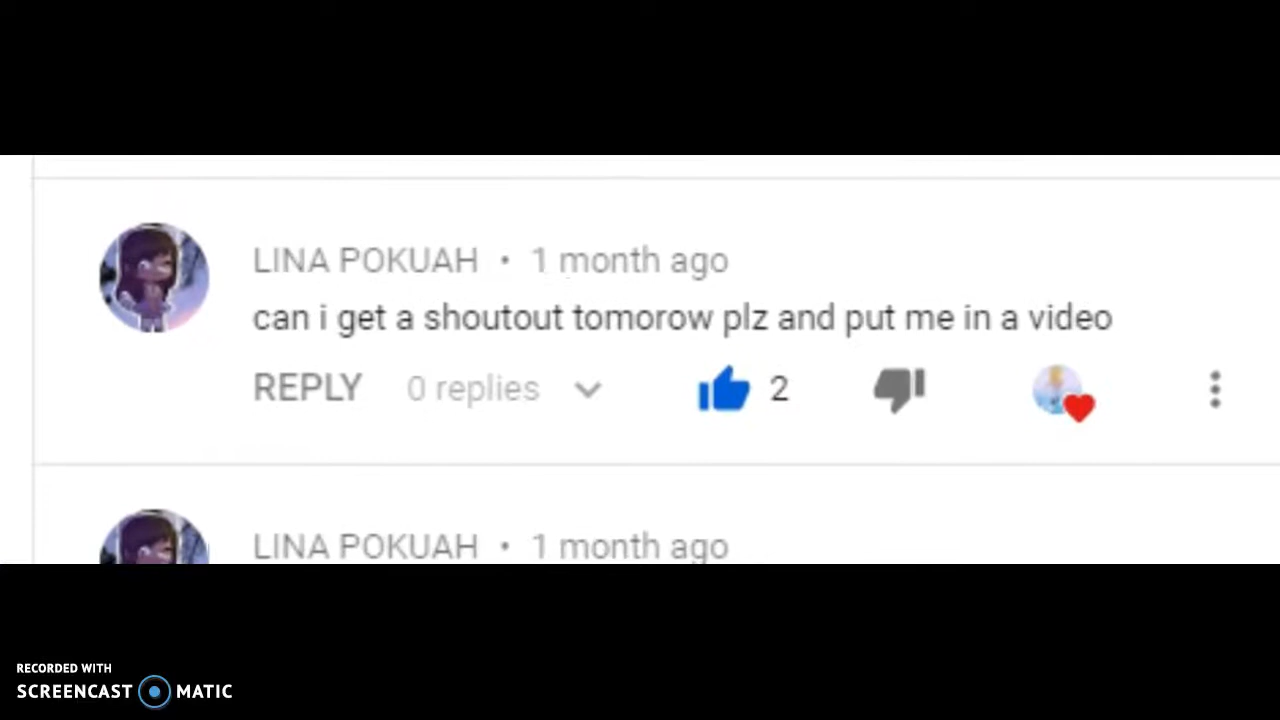 LINA POKUAH • 1 month ago
can i get a shoutout tomorow plz and put me in a video
REPLY 0 replies 2
LINA POKUAH • 1 month ago
RECORDED WITH
SCREENCAST MATIC